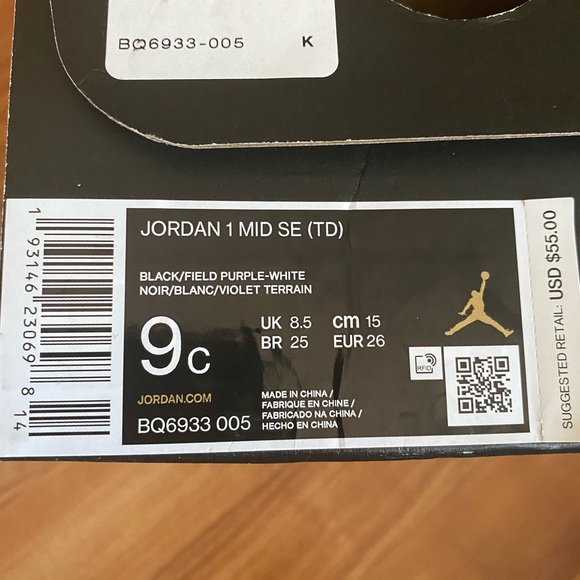 BQ6933-005 K
JORDAN 1 MID SE (TD)
BLACK/FIELD PURPLE-WHITE
NOIR/BLANC/VIOLET TERRAIN
9C
UK 8.5 cm 15
BR 25 EUR 26
RFID
JORDAN.COM
BQ6933 005
MADE IN CHINA /
FABRIQUE EN CHINE /
FABRICADO NA CHINA /
HECHO EN CHINA
1 93146 23069 8 14
SUGGESTED RETAIL: USD $55.00